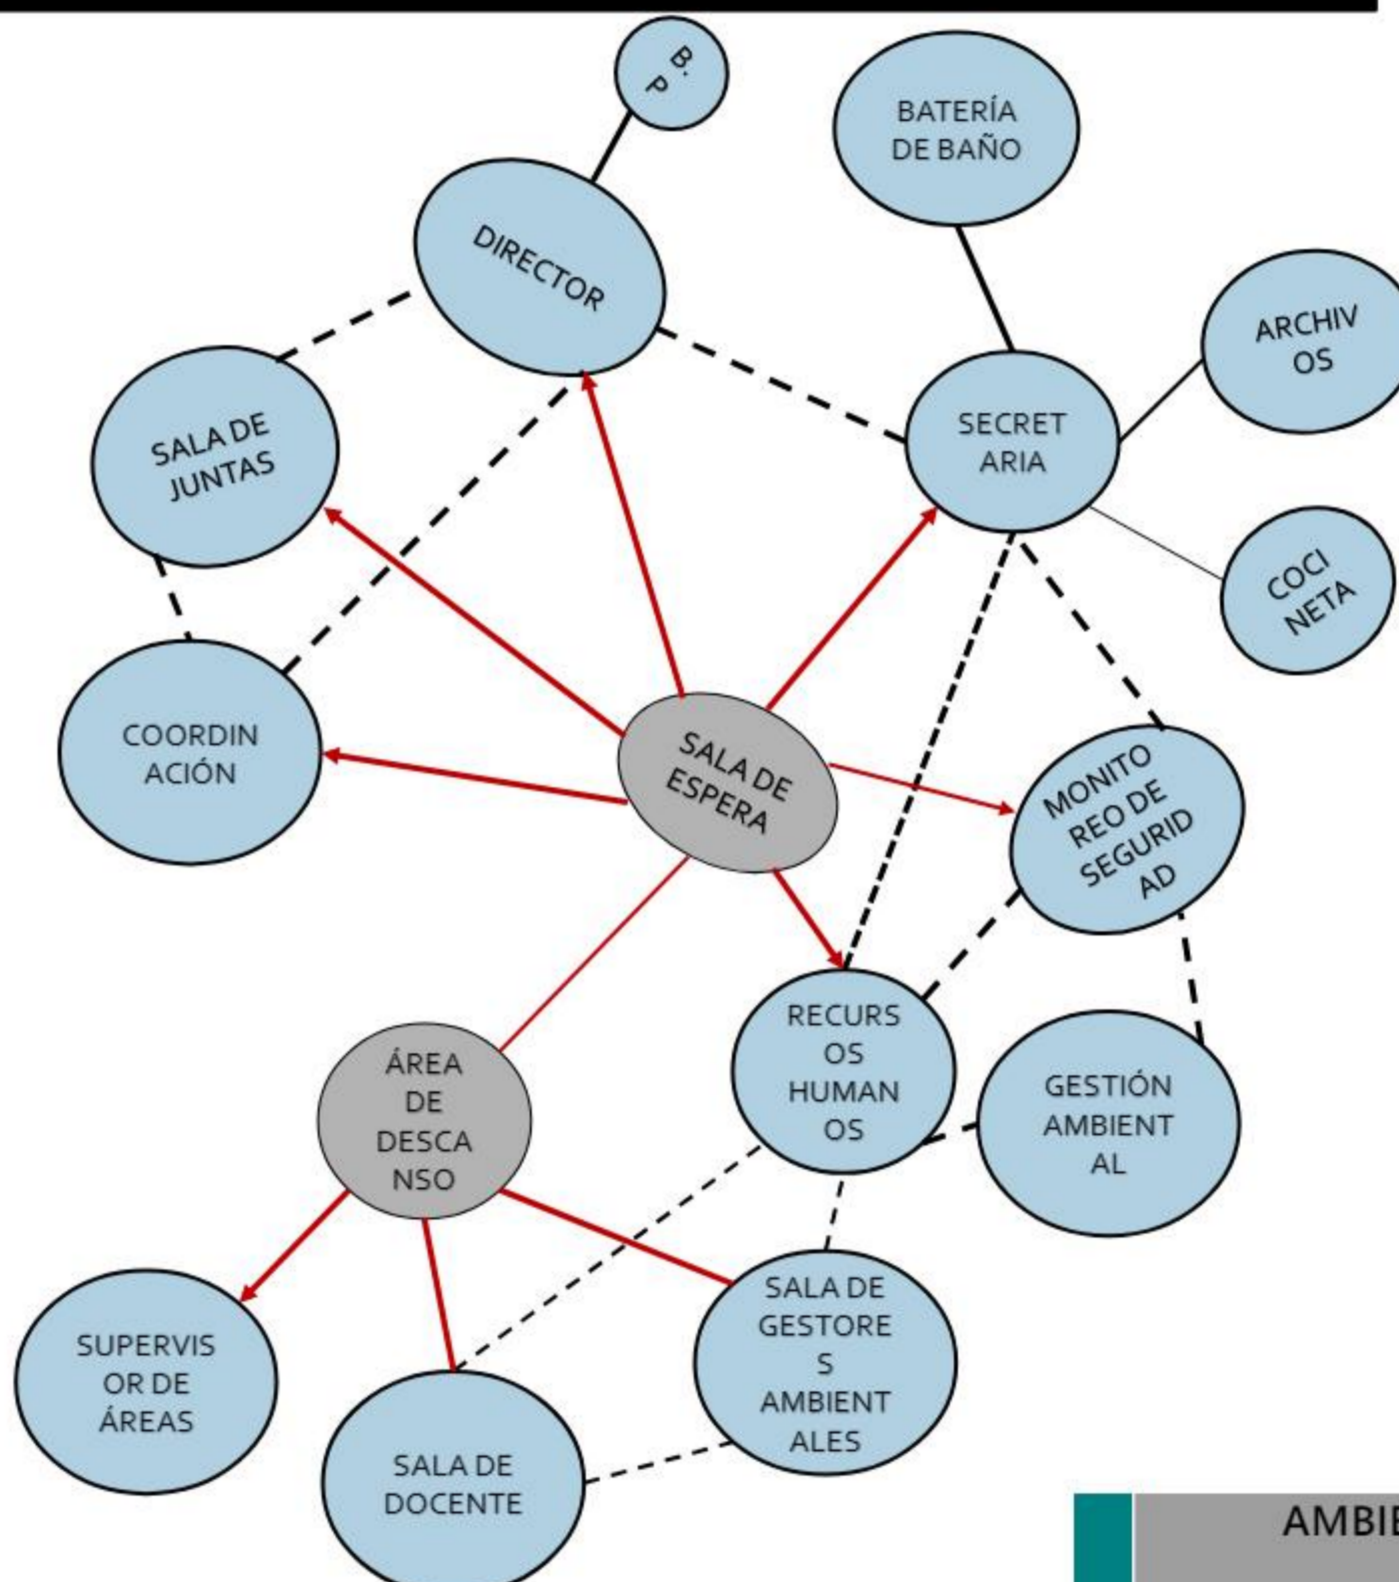 B.
P
BATERÍA
DE BAÑO
DIRECTOR
ARCHIV
OS
SALA DE
JUNTAS
SECRET
ARIA
COCI
NETA
COORDIN
ACIÓN
SALA DE
ESPERA
MONITO
REO DE
SEGURID
AD
RECURS
OS
HUMAN
OS
ÁREA
DE
DESCA
NSO
GESTIÓN
AMBIENT
AL
SUPERVIS
OR DE
ÁREAS
SALA DE
GESTORE
S
AMBIENT
ALES
SALA DE
DOCENTE
AMBIE